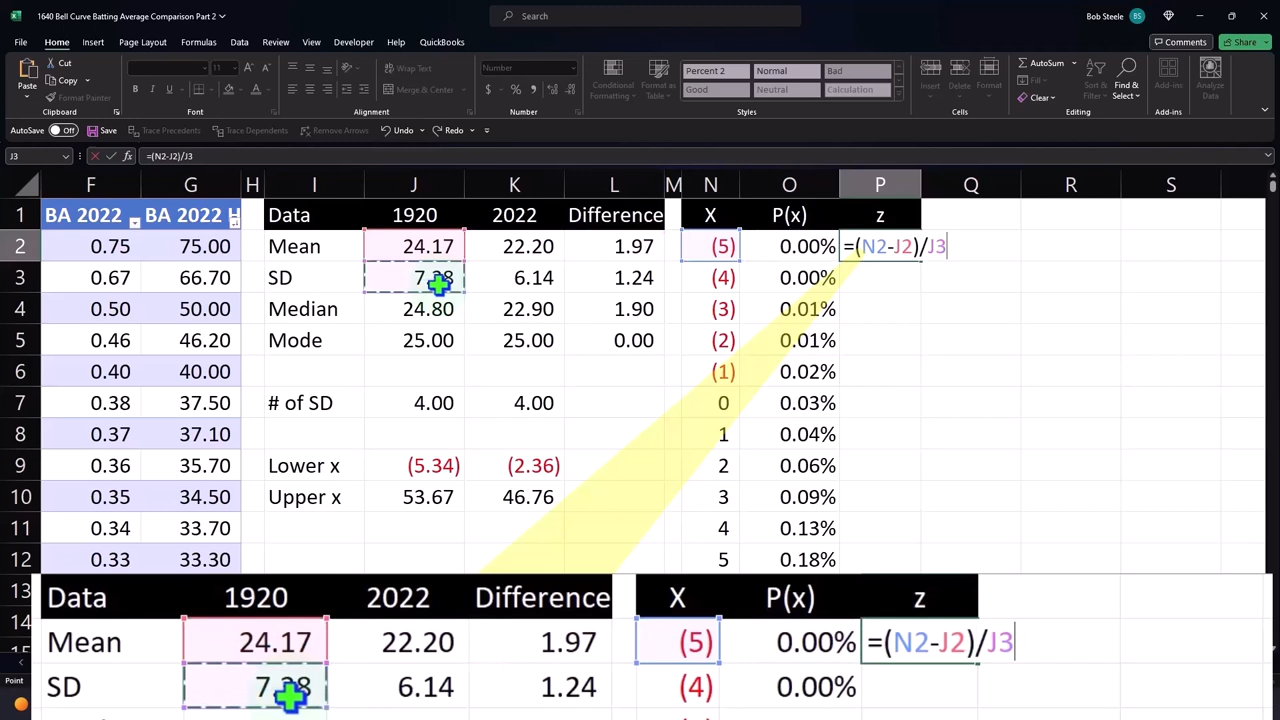 1640 Bell Curve Batting Average Comparison Part 2
Search
Bob Steele BS
File Home Insert Page Layout Formulas Data Review View Developer Help QuickBooks
Comments Share
Paste
Cut
Copy
Format Painter
Clipboard
11
Font
Wrap Text
Merge & Center
Alignment
Number
Number
Conditional Formatting
Format as Table
Percent 2 Normal Bad
Good Neutral Calculation
Styles
Insert Delete Format
Cells
AutoSum
Fill
Clear
Sort & Filter
Find & Select
Editing
Add-ins
Add-ins
Analyze Data
AutoSave Off Save Trace Precedents Trace Dependents Remove Arrows Undo Redo
J3 fx =(N2-J2)/J3
F G H I J K L M N O P Q R S
1 BA 2022 BA 2022 H Data 1920 2022 Difference X P(x) z
2 0.75 75.00 Mean 24.17 22.20 1.97 (5) 0.00% =(N2-J2)/J3
3 0.67 66.70 SD 7.38 6.14 1.24 (4) 0.00%
4 0.50 50.00 Median 24.80 22.90 1.90 (3) 0.01%
5 0.46 46.20 Mode 25.00 25.00 0.00 (2) 0.01%
6 0.40 40.00 (1) 0.02%
7 0.38 37.50 # of SD 4.00 4.00 0 0.03%
8 0.37 37.10 1 0.04%
9 0.36 35.70 Lower x (5.34) (2.36) 2 0.06%
10 0.35 34.50 Upper x 53.67 46.76 3 0.09%
11 0.34 33.70 4 0.13%
12 0.33 33.30 5 0.18%
13 Data 1920 2022 Difference X P(x) z
14 Mean 24.17 22.20 1.97 (5) 0.00% =(N2-J2)/J3
15 SD 7.38 6.14 1.24 (4) 0.00%
Point